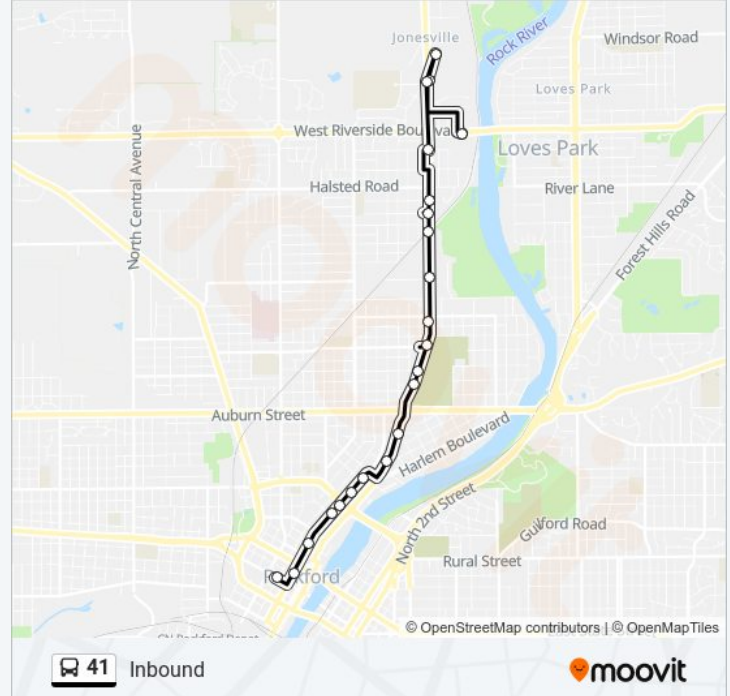 Jonesville
Rock River
Windsor Road
Loves Park
West Riverside Bouleva
Loves Park
North Central Avenue
Halsted Road
River Lane
Forest Hills Road
Auburn Street
Harlem Boulevard
North 2nd Street
Guilford Road
Rural Street
R kford
© OpenStreetMap contributors | © OpenMapTiles
41 Inbound
moovit